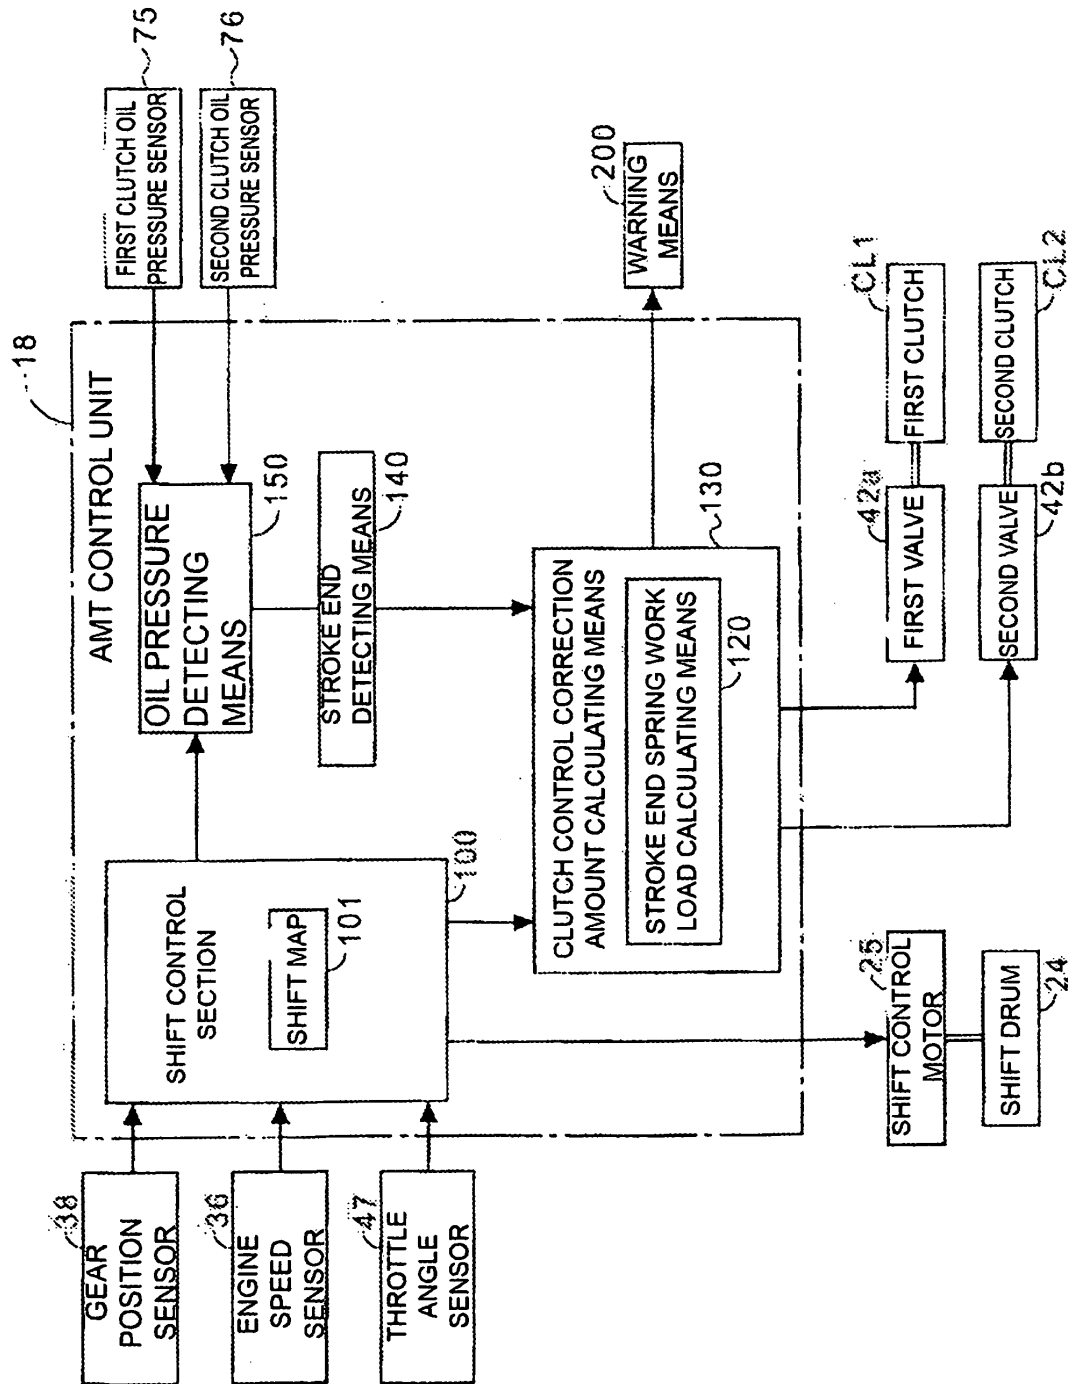 18
AMT CONTROL UNIT
38
GEAR
POSITION
SENSOR
36
ENGINE
SPEED
SENSOR
47
THROTTLE
ANGLE
SENSOR
SHIFT CONTROL
SECTION
SHIFT MAP
101
100
OIL PRESSURE
DETECTING
MEANS
150
STROKE END
DETECTING MEANS
140
FIRST CLUTCH OIL
PRESSURE SENSOR
75
SECOND CLUTCH OIL
PRESSURE SENSOR
76
CLUTCH CONTROL CORRECTION
AMOUNT CALCULATING MEANS
130
STROKE END SPRING WORK
LOAD CALCULATING MEANS
120
200
WARNING
MEANS
25
SHIFT CONTROL
MOTOR
SHIFT DRUM
24
42a
FIRST VALVE
CL1
FIRST CLUTCH
SECOND VALVE
42b
SECOND CLUTCH
CL2